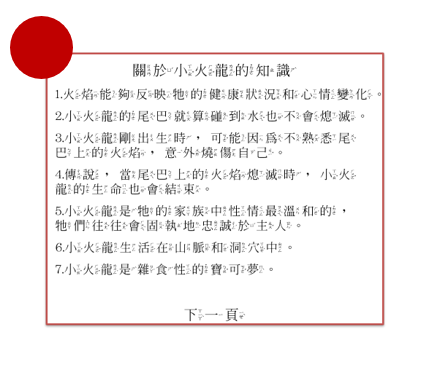 關於小火龍的知識
1.火焰能夠反映牠的健康狀況和心情變化。
2.小火龍的尾巴就算碰到水也不會熄滅。
3.小火龍剛出生時，可能因為不熟悉尾
巴上的火焰，意外燒傷自己。
4.傳說，當尾巴上的火焰熄滅時，小火
龍的生命也會結束。
5.小火龍是牠的家族中性情最溫和的，
牠們往往會固執地忠誠於主人。
6.小火龍生活在山脈和洞穴中。
7.小火龍是雜食性的寶可夢。
下一頁